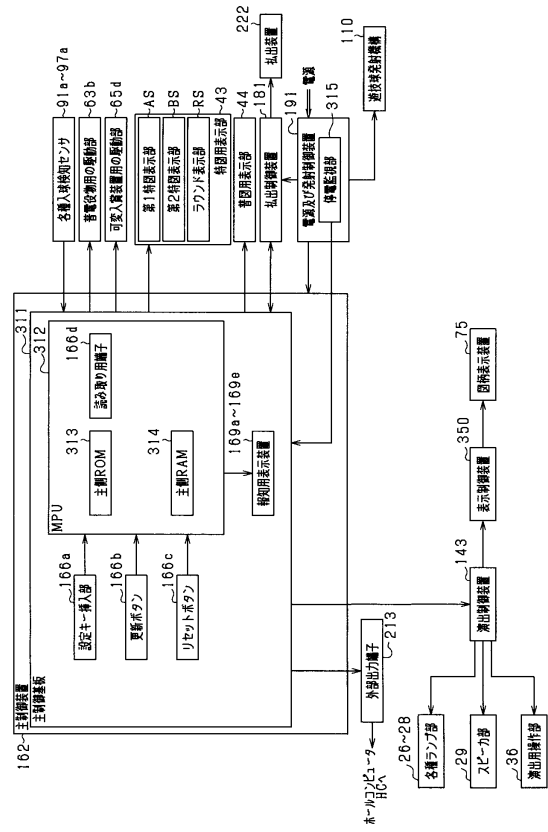 162
主制御装置
311
主制御基板
312
MPU
主側ROM
313
主側RAM
314
読み取り用端子
166d
設定キー挿入部
166a
更新ボタン
166b
リセットボタン
166c
報知用表示装置
169a~169e
各種入球検知センサ
91a~97a
普電役物用の駆動部
63b
可変入賞装置用の駆動部
65d
第1特図表示部
AS
第2特図表示部
BS
ラウンド表示部
RS
特図用表示部
43
普図用表示部
44
払出制御装置
181
払出装置
222
電源及び発射制御装置
191
停電監視部
315
電源
遊技球発射機構
110
外部出力端子
213
ホールコンピュータ
HCへ
演出制御装置
143
表示制御装置
350
図柄表示装置
75
各種ランプ部
26~28
スピーカ部
29
演出用操作部
36